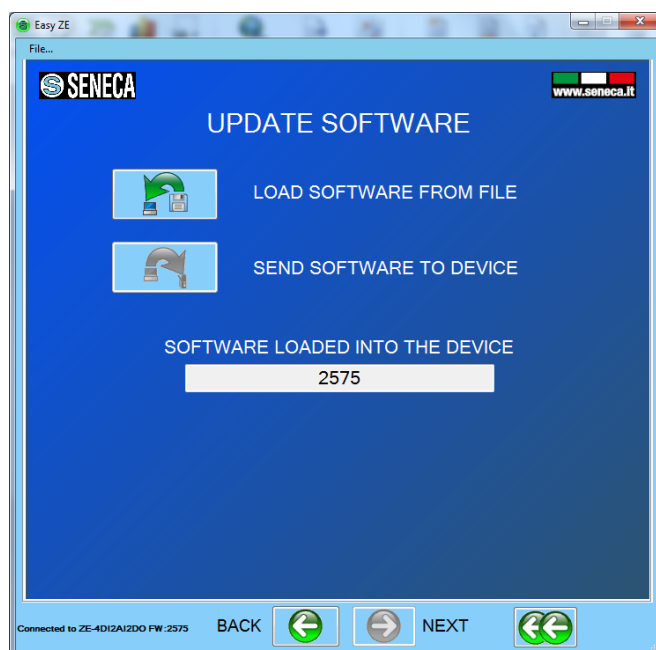 Easy ZE
File...
S SENECA
www.seneca.it
UPDATE SOFTWARE
LOAD SOFTWARE FROM FILE
SEND SOFTWARE TO DEVICE
SOFTWARE LOADED INTO THE DEVICE
2575
Connected to ZE-4DI2AI2DO FW:2575 BACK NEXT